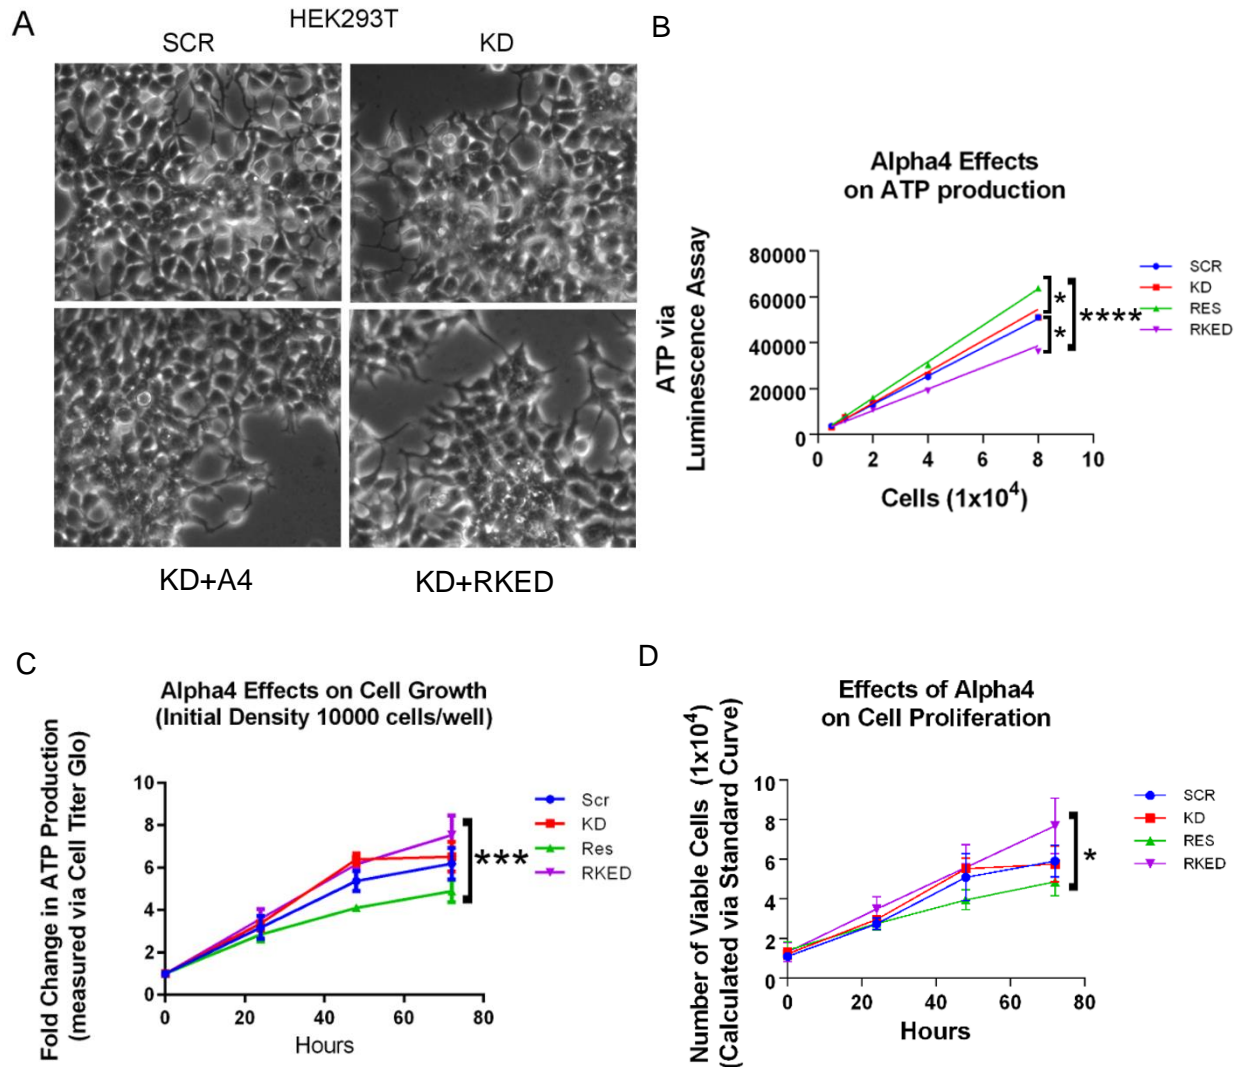 A
HEK293T
SCR
KD
KD+A4
KD+RKED
B
Alpha4 Effects
on ATP production
ATP via
Luminescence Assay
80000
60000
40000
20000
0
0 2 4 6 8 10
Cells (1x10⁴)
SCR
KD
RES
RKED
*
*
****
C
Alpha4 Effects on Cell Growth
(Initial Density 10000 cells/well)
Fold Change in ATP Production
(measured via Cell Titer Glo)
10
8
6
4
2
0
0 20 40 60 80
Hours
Scr
KD
Res
RKED
***
D
Effects of Alpha4
on Cell Proliferation
Number of Viable Cells (1x10⁴)
(Calculated via Standard Curve)
10
8
6
4
2
0
0 20 40 60 80
Hours
SCR
KD
RES
RKED
*